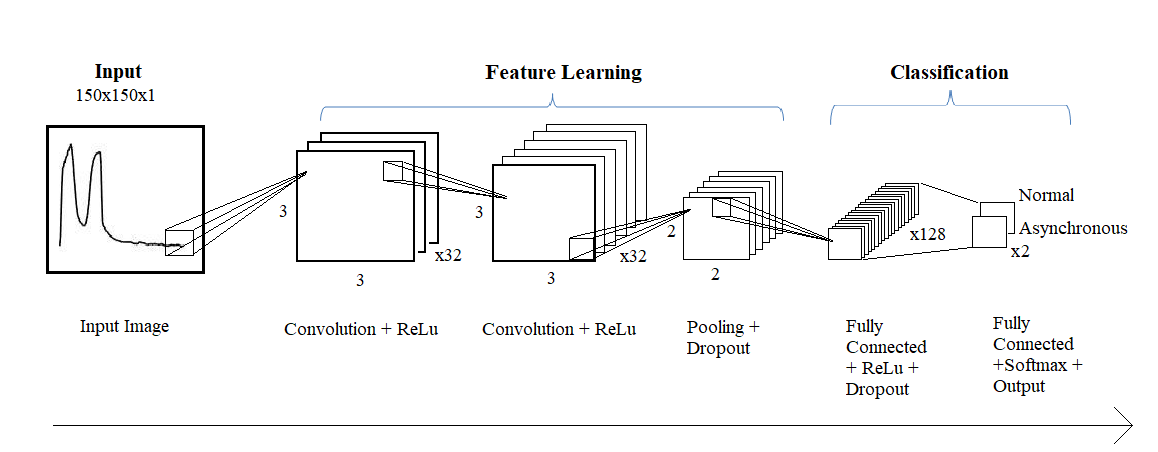 Input
150x150x1
Feature Learning
Classification
3
3
x32
3
3
x32
2
2
x128
Normal
Asynchronous
x2
Input Image
Convolution + ReLu
Convolution + ReLu
Pooling +
Dropout
Fully
Connected
+ ReLu +
Dropout
Fully
Connected
+Softmax +
Output